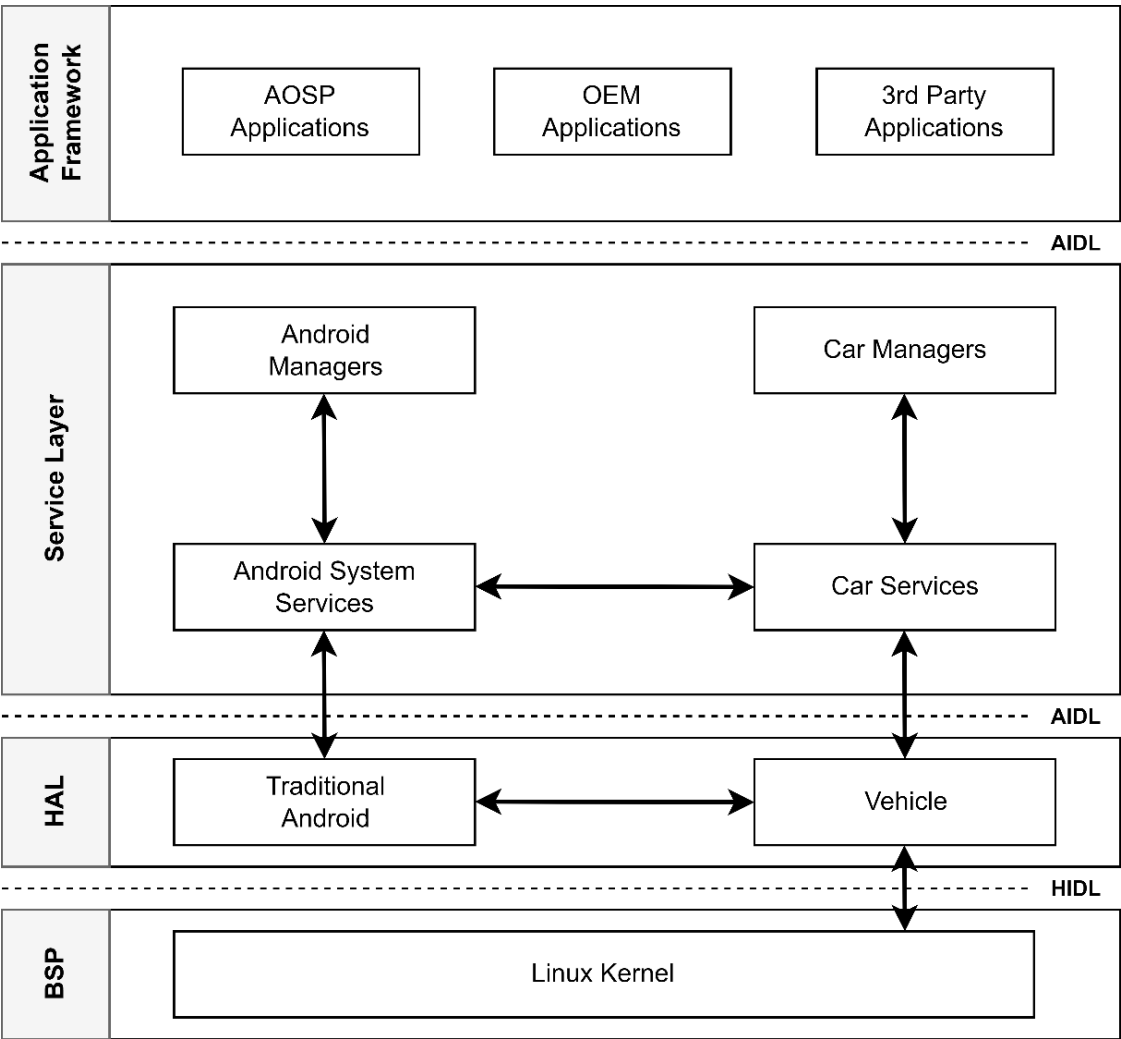 Application
Framework
AOSP
Applications
OEM
Applications
3rd Party
Applications
AIDL
Service Layer
Android
Managers
Car Managers
Android System
Services
Car Services
AIDL
HAL
Traditional
Android
Vehicle
HIDL
BSP
Linux Kernel